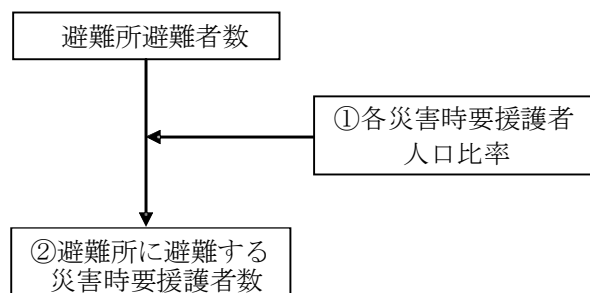 避難所避難者数
①各災害時要援護者
人口比率
②避難所に避難する
災害時要援護者数